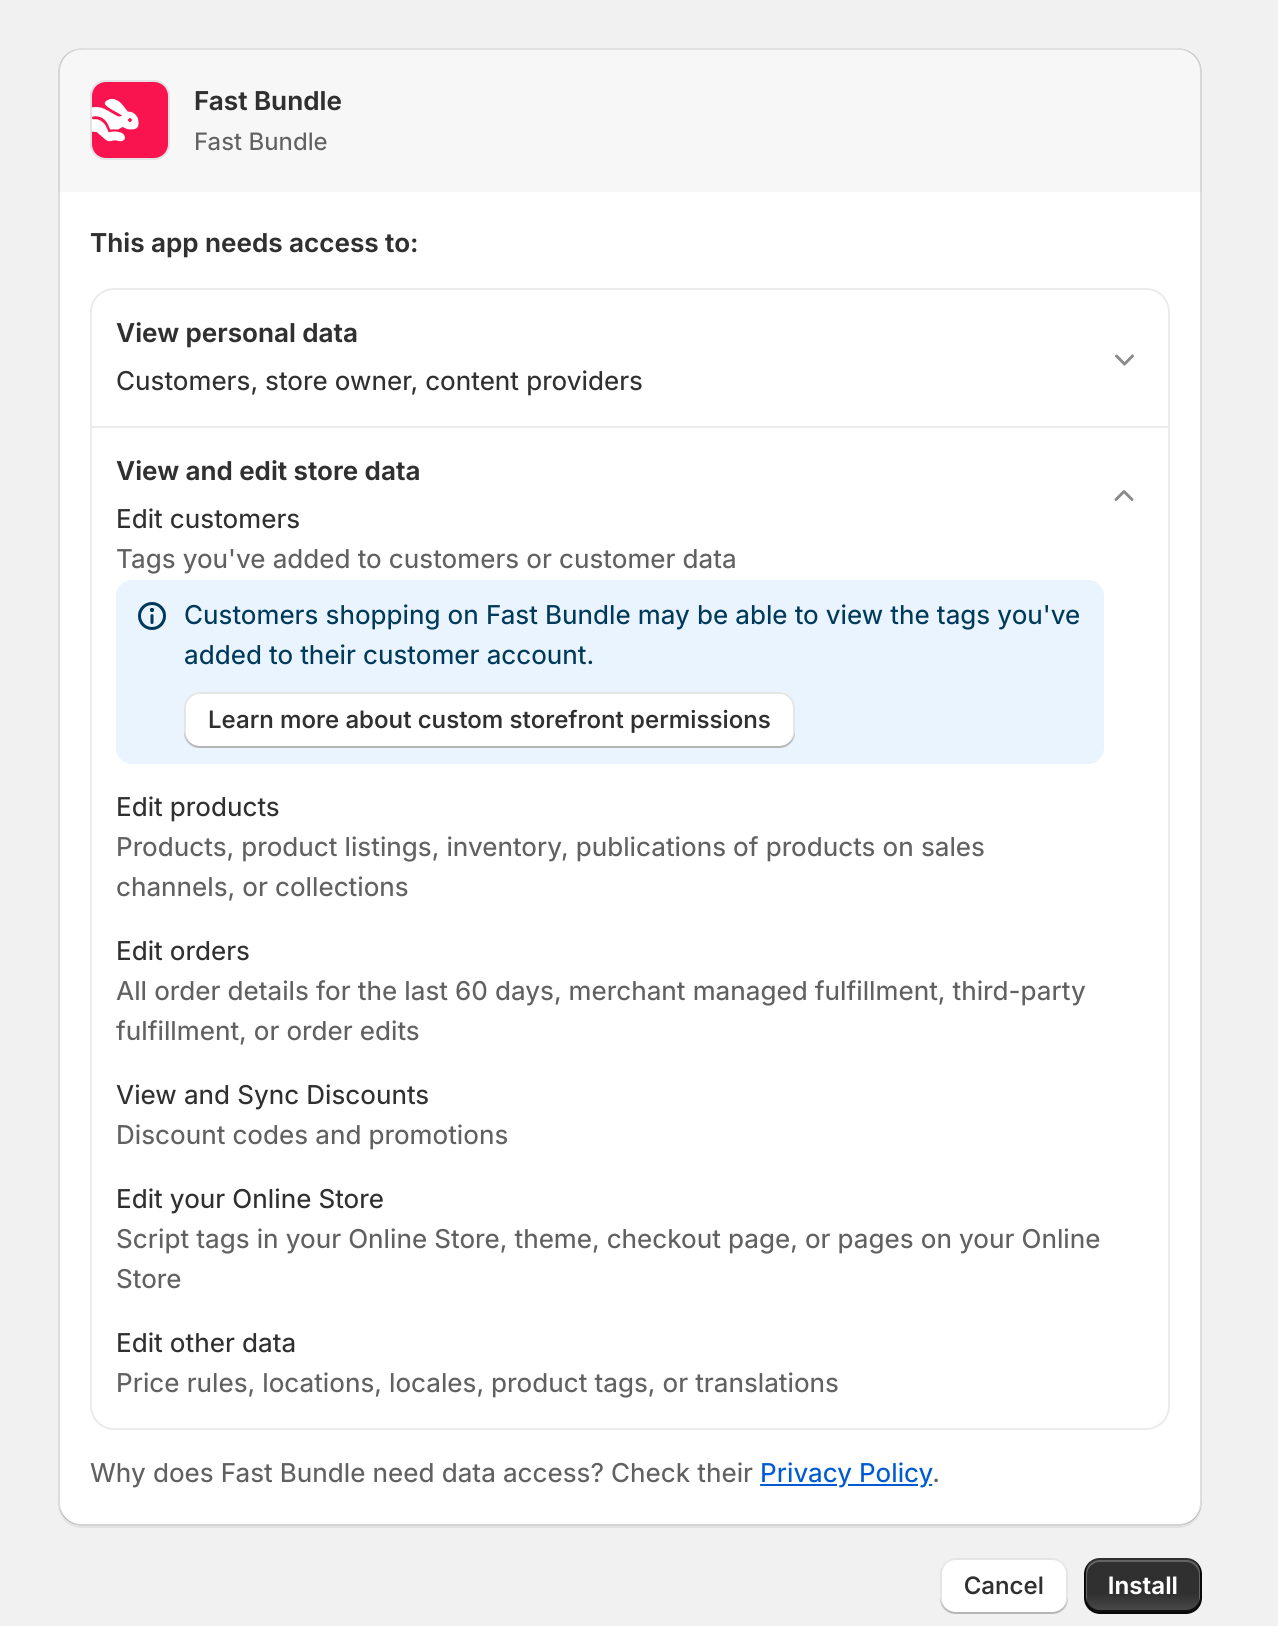 Fast Bundle
Fast Bundle
This app needs access to:
View personal data
Customers, store owner, content providers
View and edit store data
Edit customers
Tags you've added to customers or customer data
Customers shopping on Fast Bundle may be able to view the tags you've
added to their customer account.
Learn more about custom storefront permissions
Edit products
Products, product listings, inventory, publications of products on sales
channels, or collections
Edit orders
All order details for the last 60 days, merchant managed fulfillment, third-party
fulfillment, or order edits
View and Sync Discounts
Discount codes and promotions
Edit your Online Store
Script tags in your Online Store, theme, checkout page, or pages on your Online
Store
Edit other data
Price rules, locations, locales, product tags, or translations
Why does Fast Bundle need data access? Check their Privacy Policy.
Cancel
Install